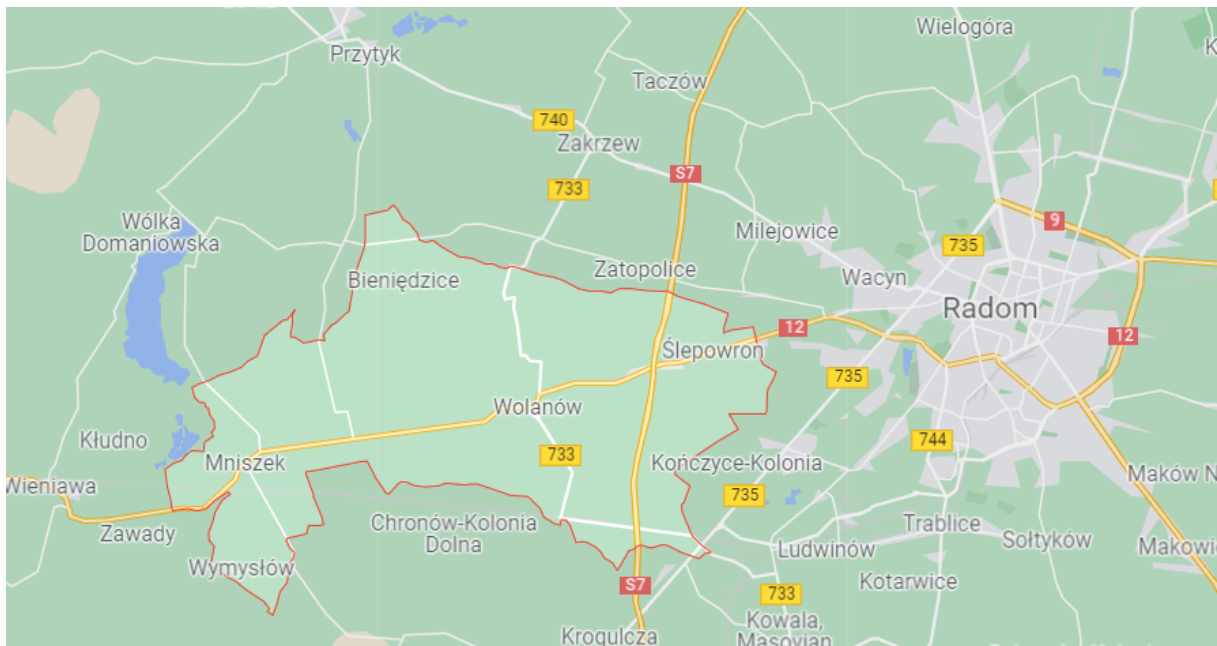 Wielogóra
K
Przytyk
Taczów
740
Zakrzew
S7
733
Wólka
Domaniowska
9
Milejowice
735
Zatopolice
Wacyn
Bieniędzice
Radom
12
12
Ślepowron
735
Wolanów
Kłudno
744
733
Mniszek
Kończyce-Kolonia
Maków N
Wieniawa
735
Chronów-Kolonia
Dolna
Trablice
Zawady
Sołtyków
Ludwinów
Makowie
Wymysłów
Kotarwice
S7
733
Kowala,
Masovian
Krogulcza